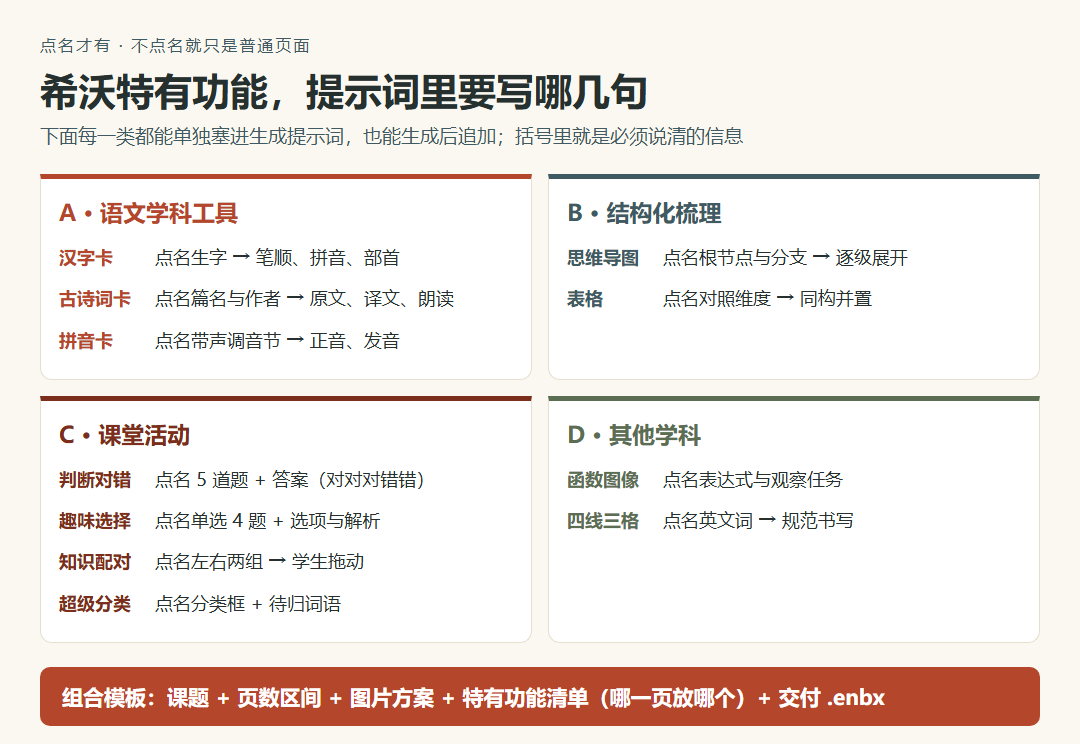 点名才有 · 不点名就只是普通页面
希沃特有功能，提示词里要写哪几句
下面每一类都能单独塞进生成提示词，也能生成后追加；括号里就是必须说清的信息
A · 语文学科工具
汉字卡 点名生字 → 笔顺、拼音、部首
古诗词卡 点名篇名与作者 → 原文、译文、朗读
拼音卡 点名带声调音节 → 正音、发音
B · 结构化梳理
思维导图 点名根节点与分支 → 逐级展开
表格 点名对照维度 → 同构并置
C · 课堂活动
判断对错 点名 5 道题 + 答案（对对对错错）
趣味选择 点名单选 4 题 + 选项与解析
知识配对 点名左右两组 → 学生拖动
超级分类 点名分类框 + 待归词语
D · 其他学科
函数图像 点名表达式与观察任务
四线三格 点名英文词 → 规范书写
组合模板：课题 + 页数区间 + 图片方案 + 特有功能清单（哪一页放哪个）+ 交付 .enbx